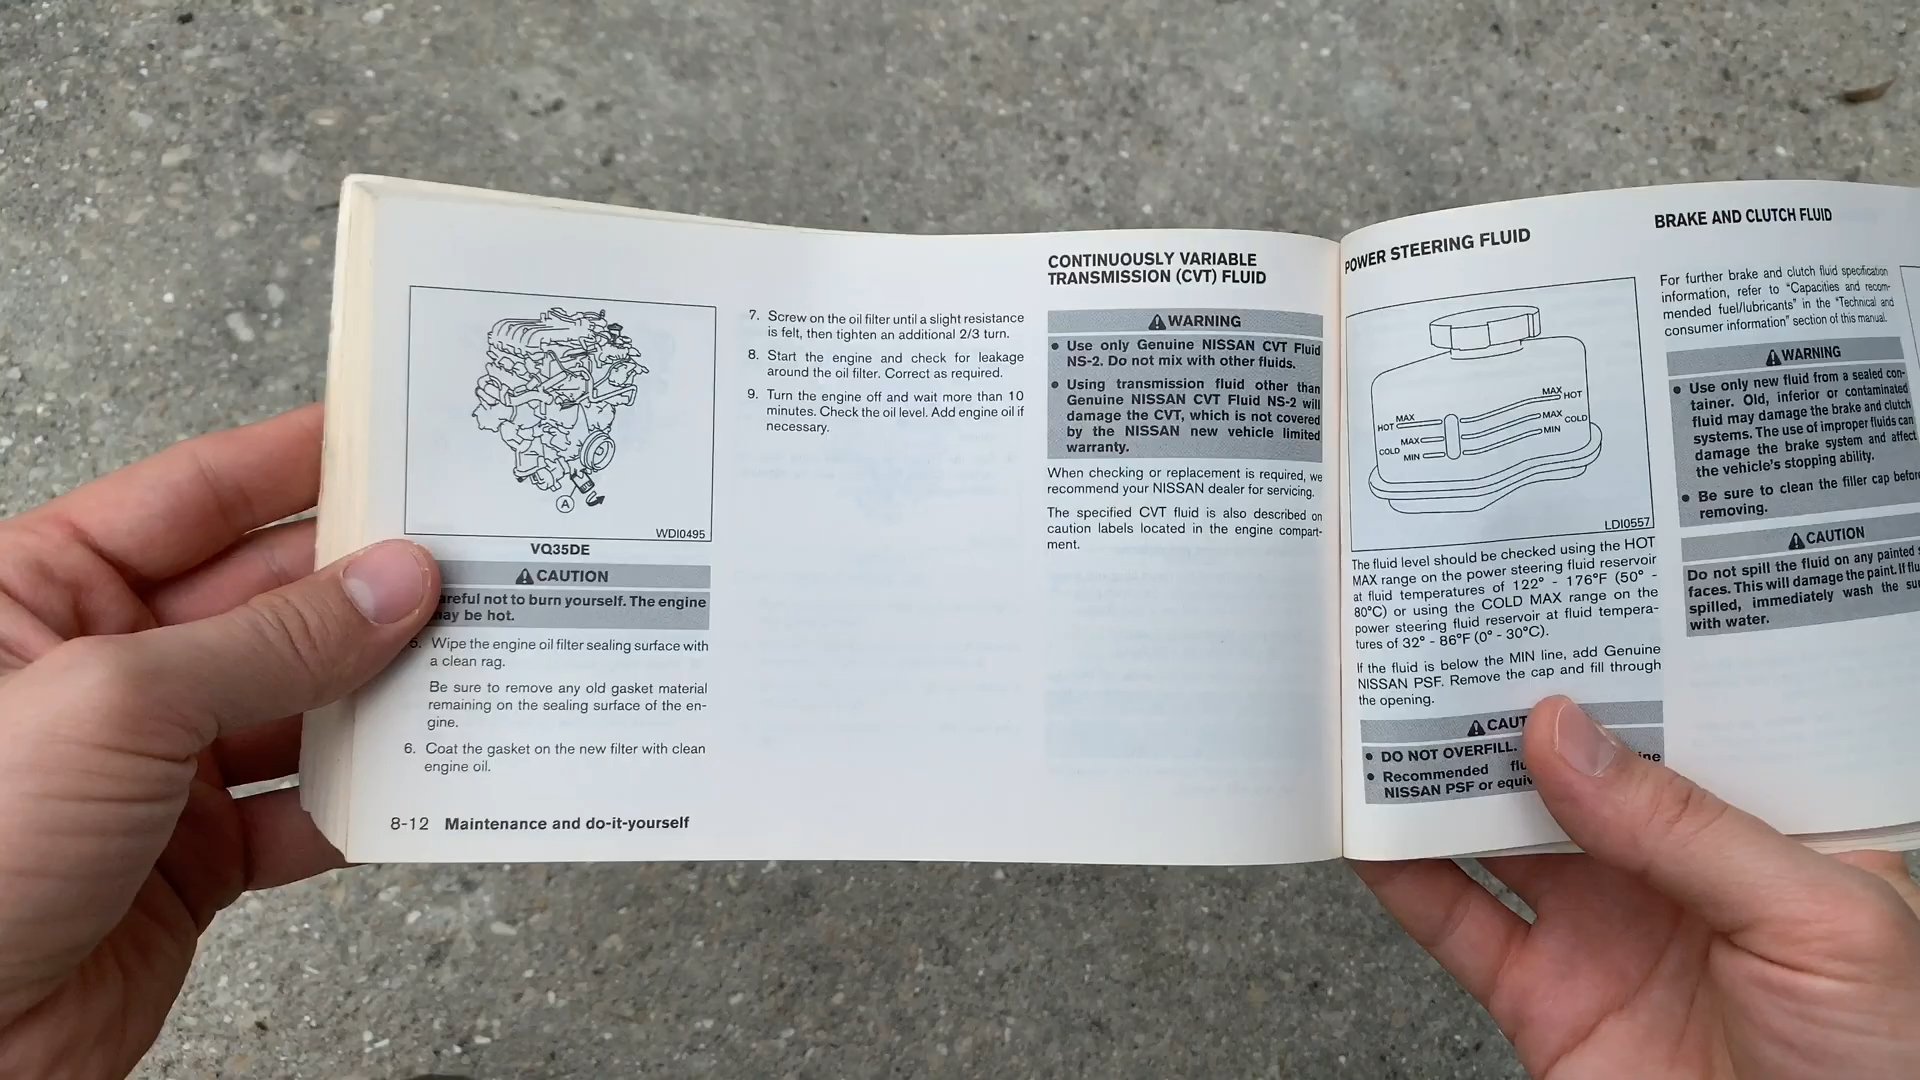 A
WDI0495
VQ35DE
CAUTION
not to burn yourself. The engine
be hot.
Wipe the engine oil filter sealing surface with
a clean rag.
Be sure to remove any old gasket material
remaining on the sealing surface of the en-
gine.
6. Coat the gasket on the new filter with clean
engine oil.
8-12 Maintenance and do-it-yourself
7. Screw on the oil filter until a slight resistance
is felt, then tighten an additional 2/3 turn.
8. Start the engine and check for leakage
around the oil filter. Correct as required.
9. Turn the engine off and wait more than 10
minutes. Check the oil level. Add engine oil if
necessary.
CONTINUOUSLY VARIABLE
TRANSMISSION (CVT) FLUID
WARNING
● Use only Genuine NISSAN CVT Fluid
NS-2. Do not mix with other fluids.
● Using transmission fluid other than
Genuine NISSAN CVT Fluid NS-2 will
damage the CVT, which is not covered
by the NISSAN new vehicle limited
warranty.
When checking or replacement is required, we
recommend your NISSAN dealer for servicing.
The specified CVT fluid is also described on
caution labels located in the engine compart-
ment.
POWER STEERING FLUID
MAX HOT
HOT MAX
MAX COLD
MAX
MIN
COLD MIN
LDI0557
The fluid level should be checked using the HOT
MAX range on the power steering fluid reservoir
at fluid temperatures of 122° - 176°F (50° -
80°C) or using the COLD MAX range on the
power steering fluid reservoir at fluid tempera-
tures of 32° - 86°F (0° - 30°C).
If the fluid is below the MIN line, add Genuine
NISSAN PSF. Remove the cap and fill through
the opening.
CAUT
● DO NOT OVERFILL.
● Recommended
NISSAN PSF or
BRAKE AND CLUTCH FLUID
For further brake and clutch fluid specification
information, refer to "Capacities and recom-
mended fuel/lubricants" in the "Technical and
consumer information" section of this manual.
WARNING
● Use only new fluid from a sealed con-
tainer. Old, inferior or contaminated
fluid may damage the brake and clutch
systems. The use of improper fluids can
damage the brake system and affect
the vehicle's stopping ability.
● Be sure to clean the filler cap before
removing.
CAUTION
Do not spill the fluid on any painted
faces. This will damage the paint. If
spilled, immediately wash the
with water.